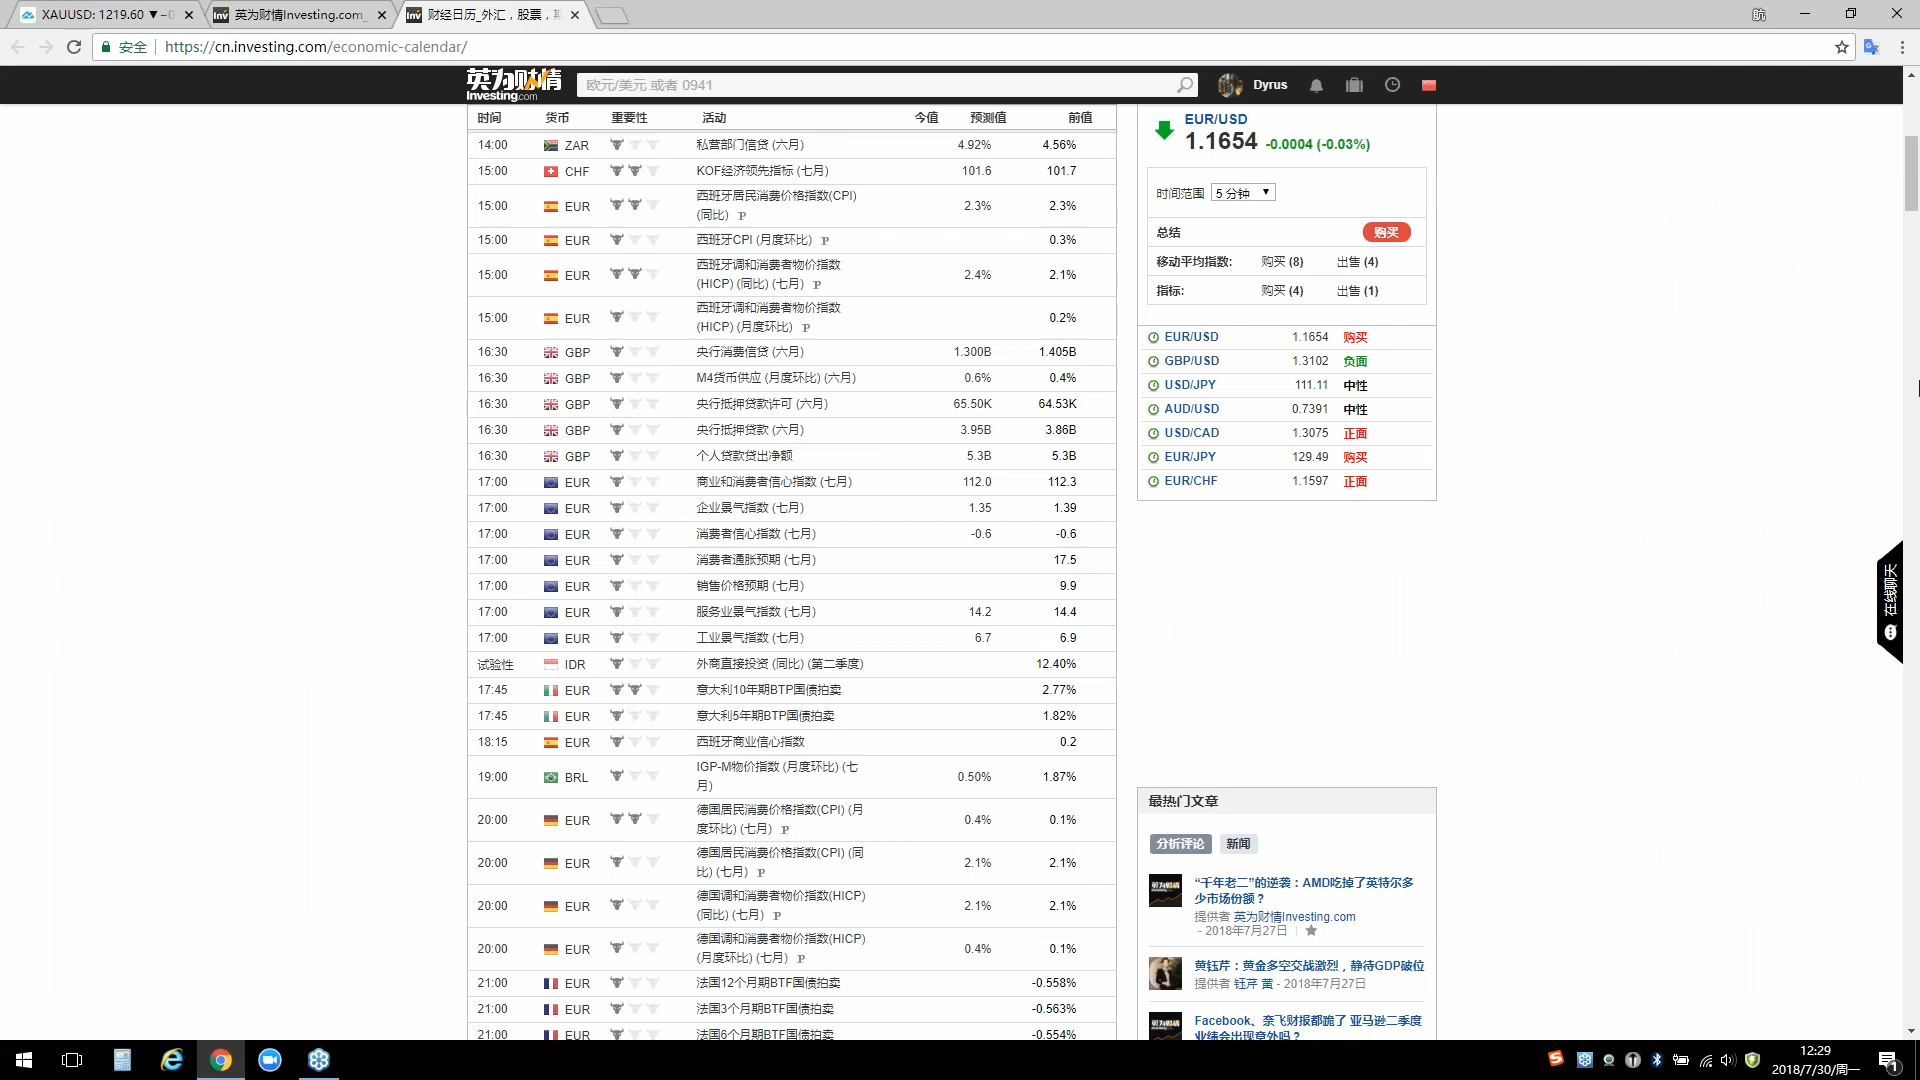 XAUUSD: 1219.60 ▼ −0
英为财情Investing.com_
财经日历_外汇，股票，期
航
安全 | https://cn.investing.com/economic-calendar/
英为财情
Investing.com
欧元/美元 或者 0941
Dyrus
时间 货币 重要性 活动 今值 预测值 前值
14:00 ZAR 私营部门信贷 (六月) 4.92% 4.56%
15:00 CHF KOF经济领先指标 (七月) 101.6 101.7
15:00 EUR 西班牙居民消费价格指数(CPI)
(同比) P 2.3% 2.3%
15:00 EUR 西班牙CPI (月度环比) P 0.3%
15:00 EUR 西班牙调和消费者物价指数
(HICP) (同比) (七月) P 2.4% 2.1%
15:00 EUR 西班牙调和消费者物价指数
(HICP) (月度环比) P 0.2%
16:30 GBP 央行消费信贷 (六月) 1.300B 1.405B
16:30 GBP M4货币供应 (月度环比) (六月) 0.6% 0.4%
16:30 GBP 央行抵押贷款许可 (六月) 65.50K 64.53K
16:30 GBP 央行抵押贷款 (六月) 3.95B 3.86B
16:30 GBP 个人贷款贷出净额 5.3B 5.3B
17:00 EUR 商业和消费者信心指数 (七月) 112.0 112.3
17:00 EUR 企业景气指数 (七月) 1.35 1.39
17:00 EUR 消费者信心指数 (七月) -0.6 -0.6
17:00 EUR 消费者通胀预期 (七月) 17.5
17:00 EUR 销售价格预期 (七月) 9.9
17:00 EUR 服务业景气指数 (七月) 14.2 14.4
17:00 EUR 工业景气指数 (七月) 6.7 6.9
试验性 IDR 外商直接投资 (同比) (第二季度) 12.40%
17:45 EUR 意大利10年期BTP国债拍卖 2.77%
17:45 EUR 意大利5年期BTP国债拍卖 1.82%
18:15 EUR 西班牙商业信心指数 0.2
19:00 BRL IGP-M物价指数 (月度环比) (七
月) 0.50% 1.87%
20:00 EUR 德国居民消费价格指数(CPI) (月
度环比) (七月) P 0.4% 0.1%
20:00 EUR 德国居民消费价格指数(CPI) (同
比) (七月) P 2.1% 2.1%
20:00 EUR 德国调和消费者物价指数(HICP)
(同比) (七月) P 2.1% 2.1%
20:00 EUR 德国调和消费者物价指数(HICP)
(月度环比) (七月) P 0.4% 0.1%
21:00 EUR 法国12个月期BTF国债拍卖 -0.558%
21:00 EUR 法国3个月期BTF国债拍卖 -0.563%
21:00 EUR 法国6个月期BTF国债拍卖 -0.554%
EUR/USD
1.1654 -0.0004 (-0.03%)
时间范围 5 分钟 ▼
总结 购买
移动平均指数: 购买 (8) 出售 (4)
指标: 购买 (4) 出售 (1)
EUR/USD 1.1654 购买
GBP/USD 1.3102 负面
USD/JPY 111.11 中性
AUD/USD 0.7391 中性
USD/CAD 1.3075 正面
EUR/JPY 129.49 购买
EUR/CHF 1.1597 正面
在线聊天
最热门文章
分析评论 新闻
英为财情
“千年老二”的逆袭：AMD吃掉了英特尔多
少市场份额？
提供者 英为财情Investing.com
- 2018年7月27日 |
黄钰芹：黄金多空交战激烈，静待GDP破位
提供者 钰芹 黄 - 2018年7月27日
英为财情
Facebook、奈飞财报都跪了 亚马逊二季度
业绩会出现意外吗？
12:29
2018/7/30/周一
1